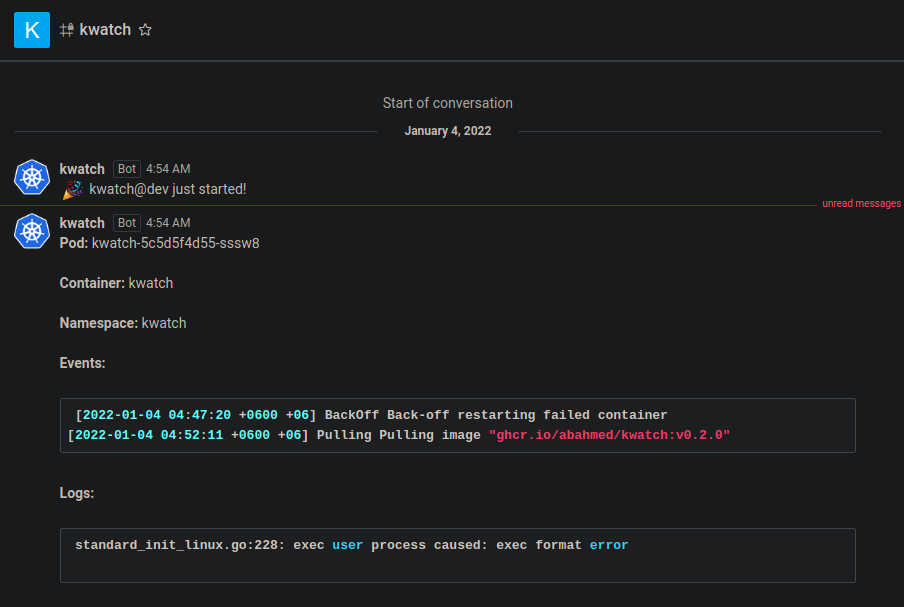 K kwatch
Start of conversation
January 4, 2022
kwatch Bot 4:54 AM
kwatch@dev just started!
unread messages
kwatch Bot 4:54 AM
Pod: kwatch-5c5d5f4d55-sssw8
Container: kwatch
Namespace: kwatch
Events:
[2022-01-04 04:47:20 +0600 +06] BackOff Back-off restarting failed container
[2022-01-04 04:52:11 +0600 +06] Pulling Pulling image "ghcr.io/abahmed/kwatch:v0.2.0"
Logs:
standard_init_linux.go:228: exec user process caused: exec format error